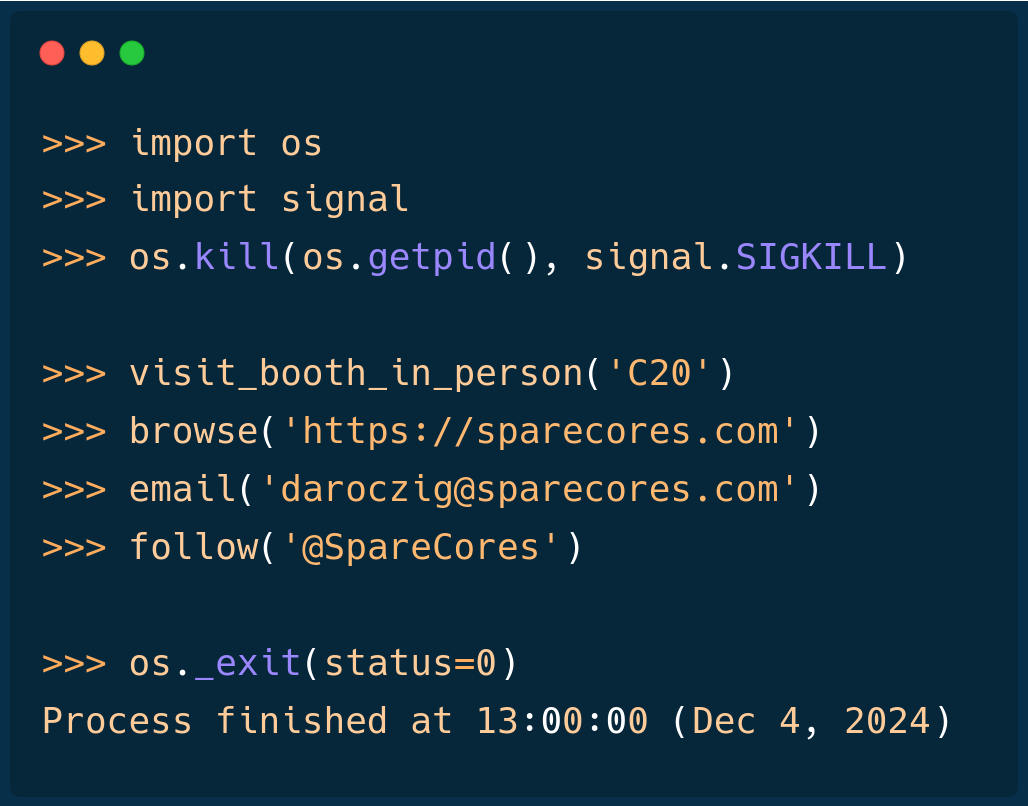 >>> import os
>>> import signal
>>> os.kill(os.getpid(), signal.SIGKILL)
>>> visit_booth_in_person('C20')
>>> browse('https://sparecores.com')
>>> email('daroczig@sparecores.com')
>>> follow('@SpareCores')
>>> os._exit(status=0)
Process finished at 13:00:00 (Dec 4, 2024)